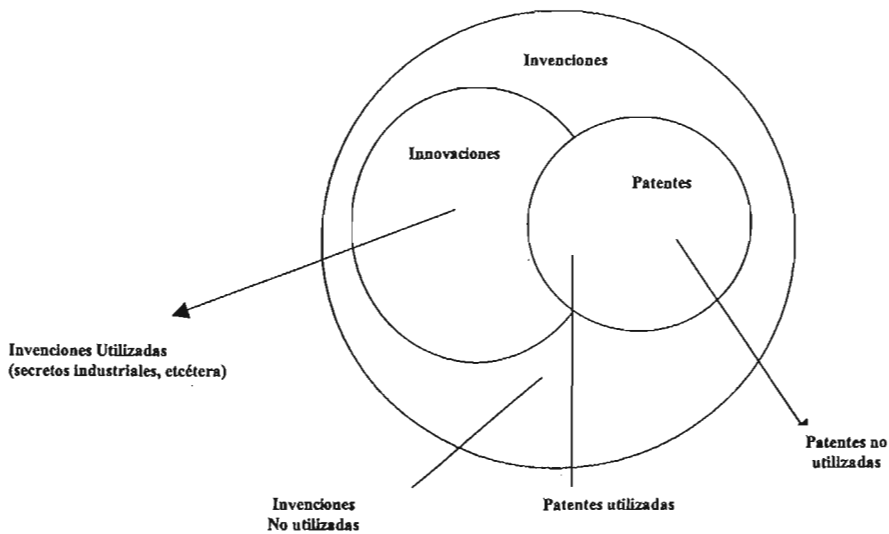 Invenciones
Innovaciones
Patentes
Invenciones Utilizadas
(secretos industriales, etcétera)
Patentes no
utilizadas
Invenciones
No utilizadas
Patentes utilizadas